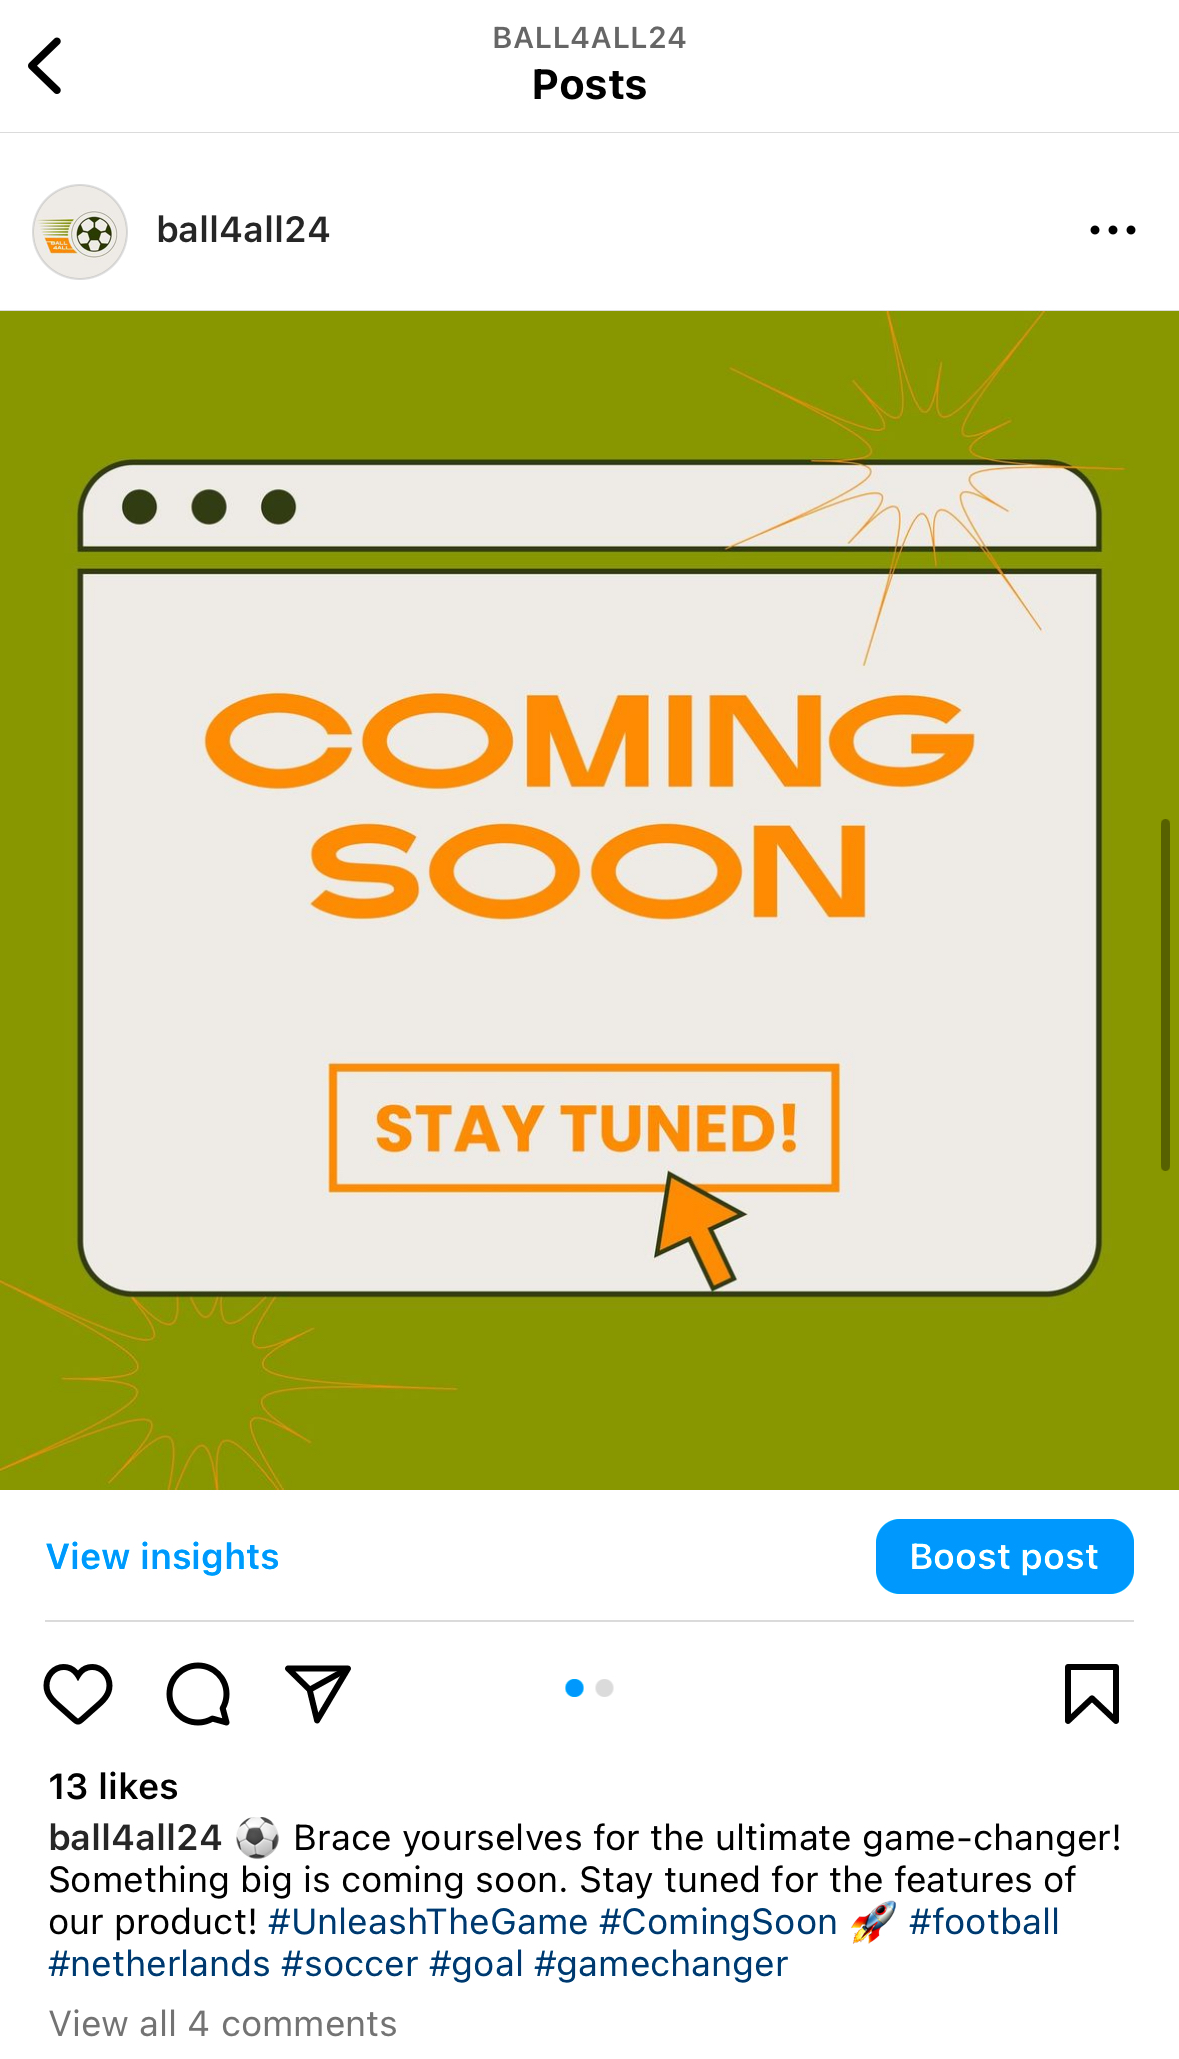 BALL4ALL24
Posts
BALL
4ALL
ball4all24
COMING
SOON
STAY TUNED!
View insights
Boost post
13 likes
ball4all24 ⚽ Brace yourselves for the ultimate game-changer!
Something big is coming soon. Stay tuned for the features of
our product! #UnleashTheGame #ComingSoon 🚀 #football
#netherlands #soccer #goal #gamechanger
View all 4 comments